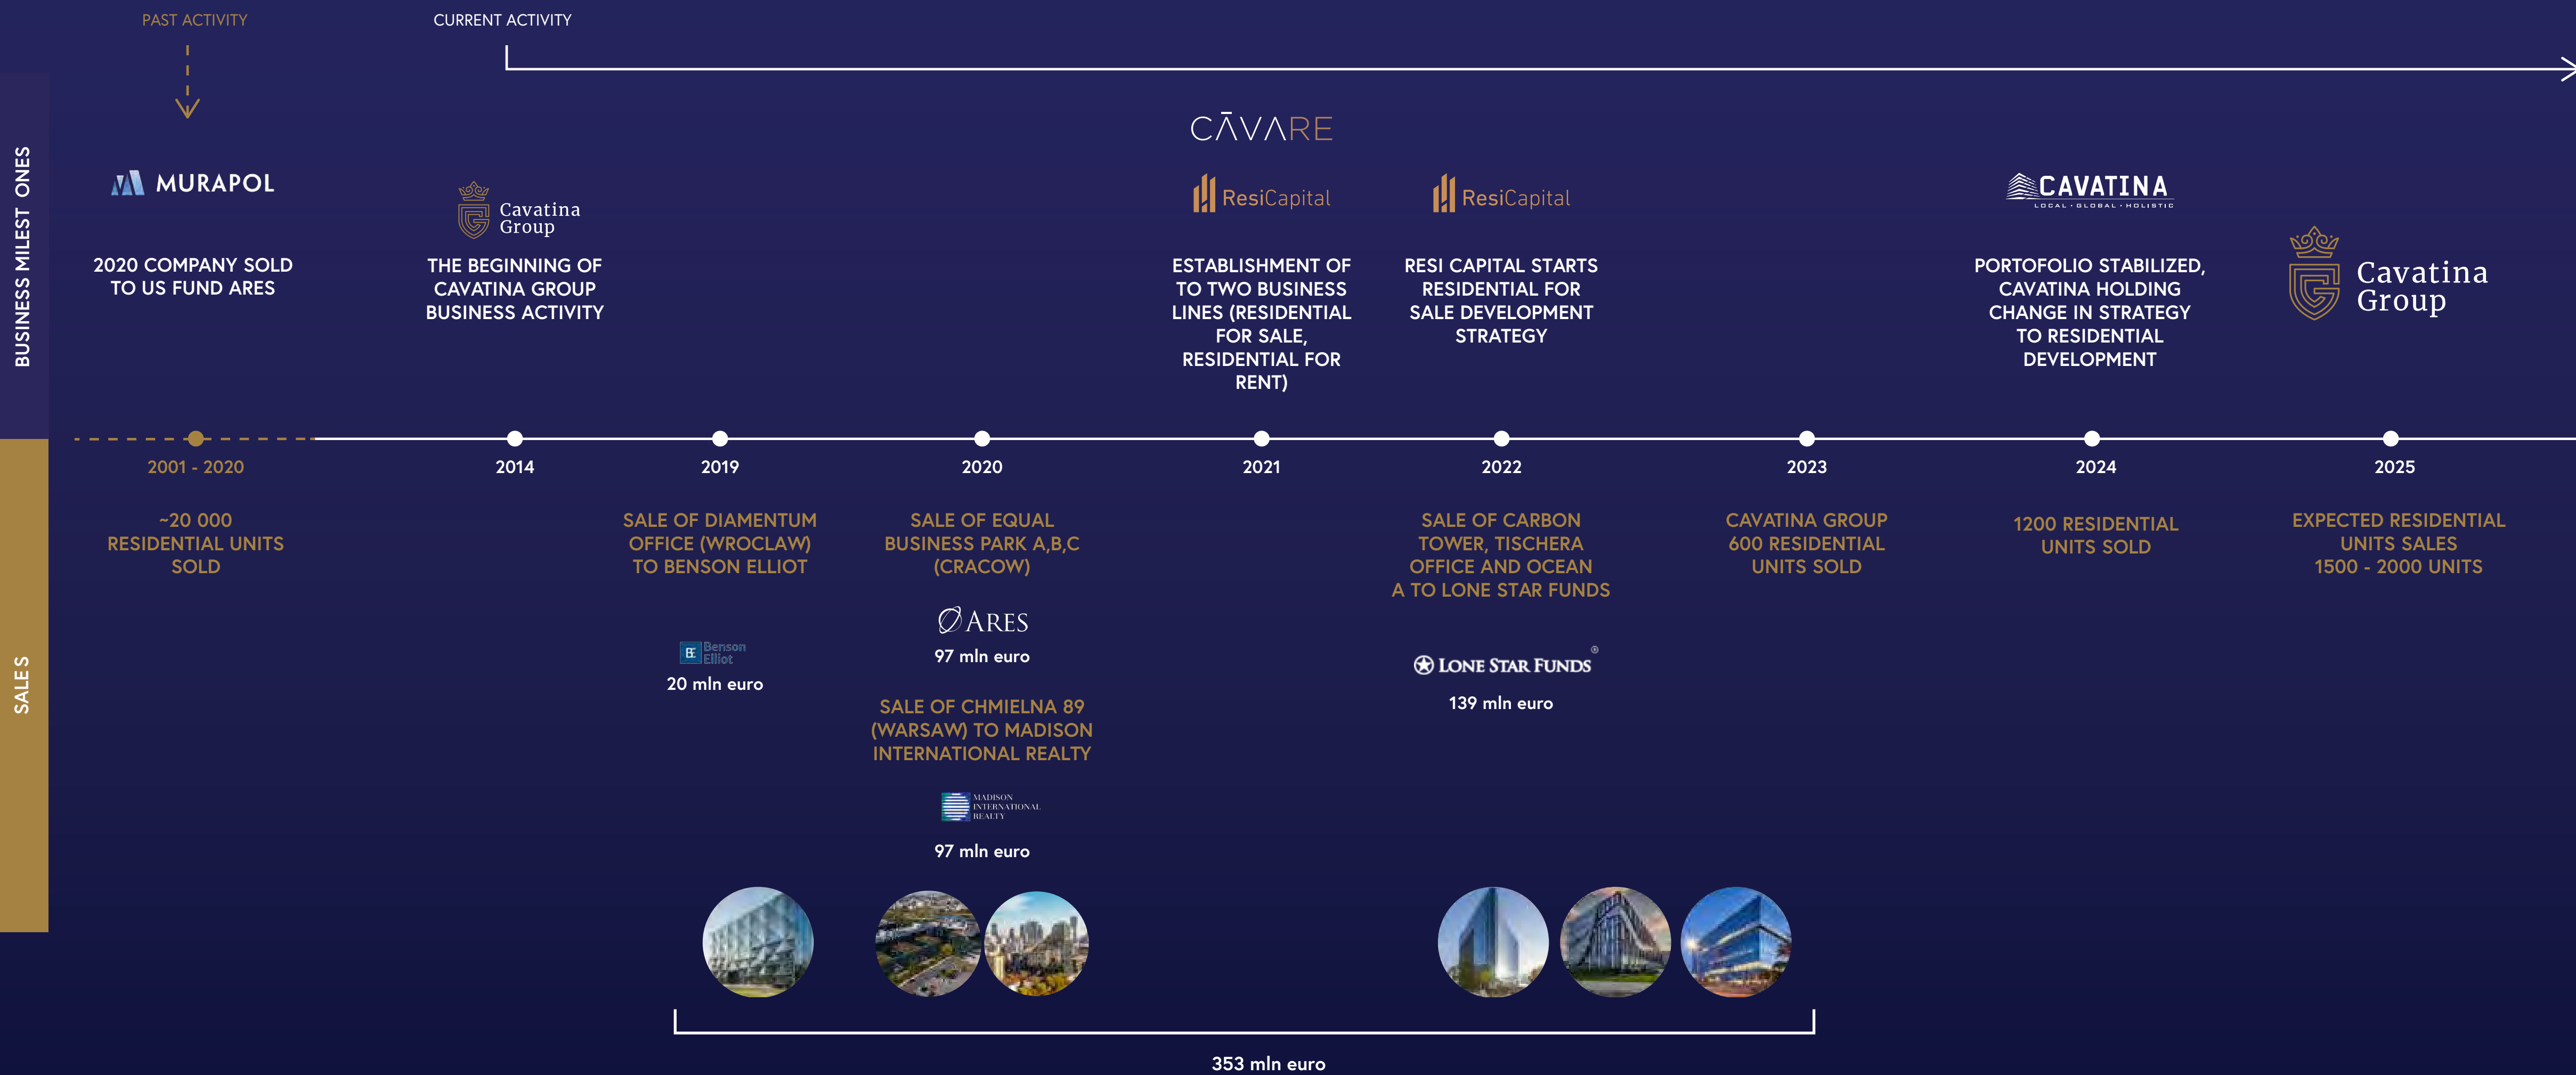 PAST ACTIVITY
CURRENT ACTIVITY
BUSINESS MILEST ONES
MURAPOL
2020 COMPANY SOLD
TO US FUND ARES
Cavatina
Group
THE BEGINNING OF
CAVATINA GROUP
BUSINESS ACTIVITY
CĀVARE
ResiCapital
ESTABLISHMENT OF
TO TWO BUSINESS
LINES (RESIDENTIAL
FOR SALE,
RESIDENTIAL FOR
RENT)
ResiCapital
RESI CAPITAL STARTS
RESIDENTIAL FOR
SALE DEVELOPMENT
STRATEGY
CAVATINA
LOCAL • GLOBAL • HOLISTIC
PORTOFOLIO STABILIZED,
CAVATINA HOLDING
CHANGE IN STRATEGY
TO RESIDENTIAL
DEVELOPMENT
Cavatina
Group
SALES
2001 - 2020
~20 000
RESIDENTIAL UNITS
SOLD
2014
2019
SALE OF DIAMENTUM
OFFICE (WROCLAW)
TO BENSON ELLIOT
BE Benson
Elliot
20 mln euro
2020
SALE OF EQUAL
BUSINESS PARK A,B,C
(CRACOW)
ARES
97 mln euro
SALE OF CHMIELNA 89
(WARSAW) TO MADISON
INTERNATIONAL REALTY
MADISON
INTERNATIONAL
REALTY
97 mln euro
2021
2022
SALE OF CARBON
TOWER, TISCHERA
OFFICE AND OCEAN
A TO LONE STAR FUNDS
LONE STAR FUNDS®
139 mln euro
2023
CAVATINA GROUP
600 RESIDENTIAL
UNITS SOLD
2024
1200 RESIDENTIAL
UNITS SOLD
2025
EXPECTED RESIDENTIAL
UNITS SALES
1500 - 2000 UNITS
353 mln euro